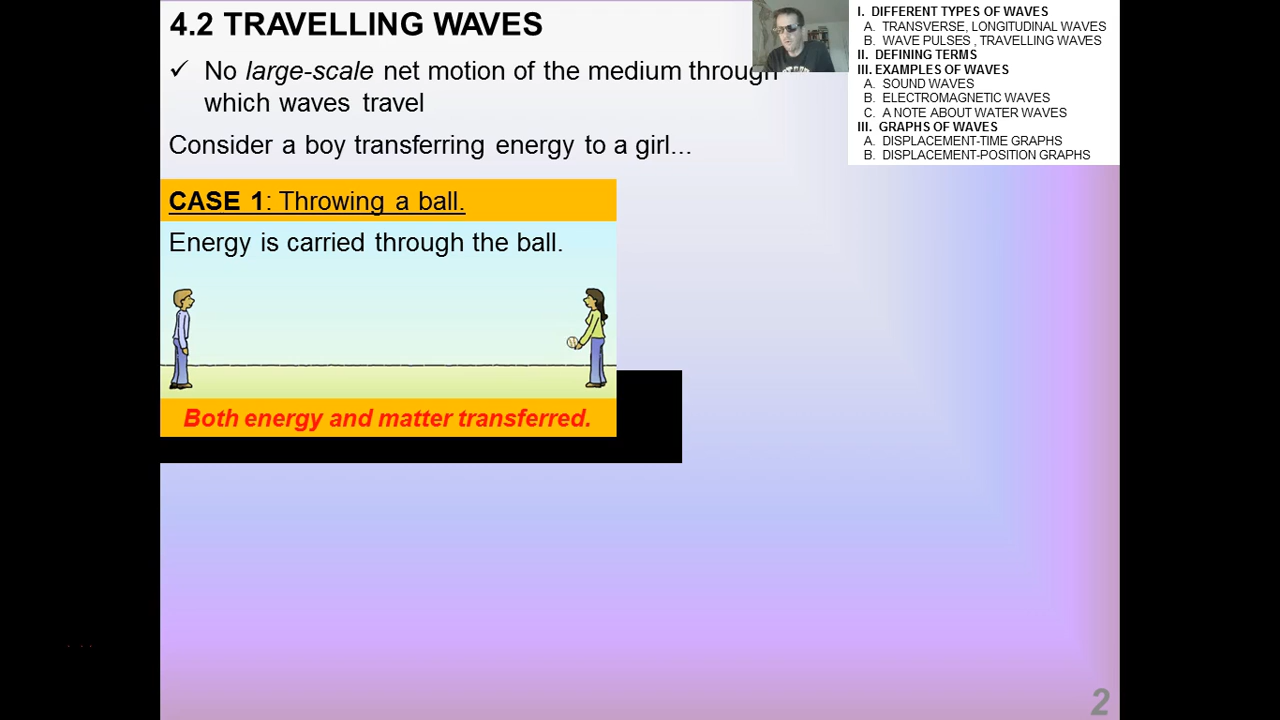 4.2 TRAVELLING WAVES
✓ No large-scale net motion of the medium through
which waves travel
Consider a boy transferring energy to a girl...
CASE 1: Throwing a ball.
Energy is carried through the ball.
Both energy and matter transferred.
I. DIFFERENT TYPES OF WAVES
A. TRANSVERSE, LONGITUDINAL WAVES
B. WAVE PULSES , TRAVELLING WAVES
II. DEFINING TERMS
III. EXAMPLES OF WAVES
A. SOUND WAVES
B. ELECTROMAGNETIC WAVES
C. A NOTE ABOUT WATER WAVES
III. GRAPHS OF WAVES
A. DISPLACEMENT-TIME GRAPHS
B. DISPLACEMENT-POSITION GRAPHS
2